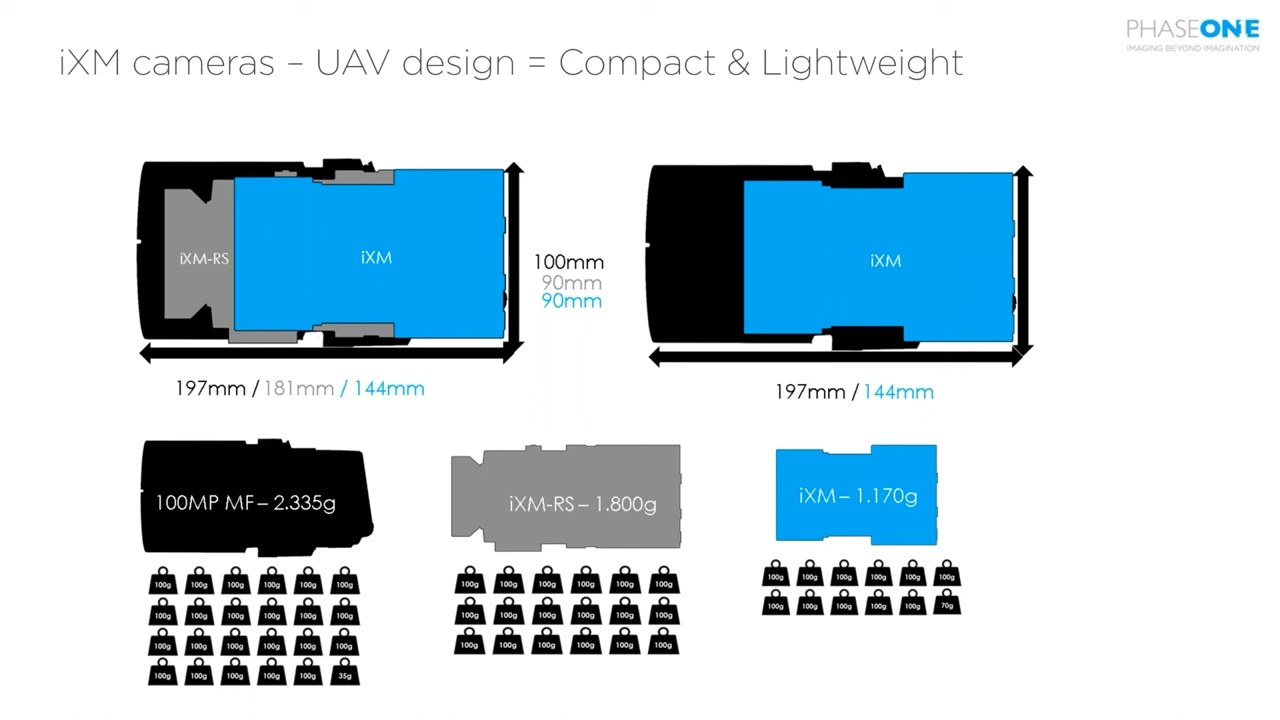 PHASEONE
IMAGING BEYOND IMAGINATION
iXM cameras – UAV design = Compact & Lightweight
iXM-RS
iXM
100mm
90mm
90mm
iXM
197mm / 181mm / 144mm
197mm / 144mm
100MP MF – 2.335g
iXM-RS – 1.800g
iXM – 1.170g
100g 100g 100g 100g 100g 100g
100g 100g 100g 100g 100g 100g
100g 100g 100g 100g 100g 100g
100g 100g 100g 100g 100g 35g
100g 100g 100g 100g 100g 100g
100g 100g 100g 100g 100g 100g
100g 100g 100g 100g 100g 100g
100g 100g 100g 100g 100g 100g
100g 100g 100g 100g 100g 70g